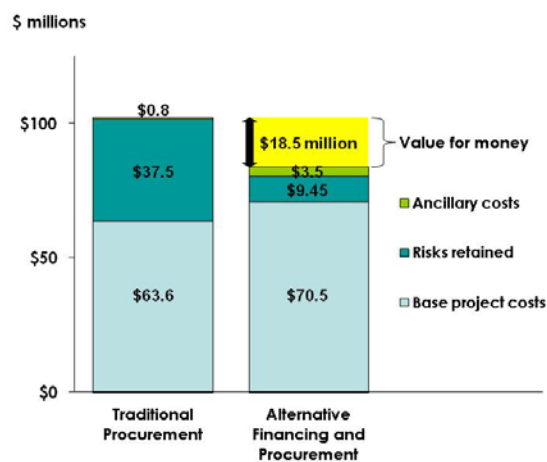 $ millions
$100
$50
$0
$0.8
$37.5
$63.6
$18.5 million
$3.5
$9.45
$70.5
Value for money
Ancillary costs
Risks retained
Base project costs
Traditional
Procurement
Alternative
Financing and
Procurement